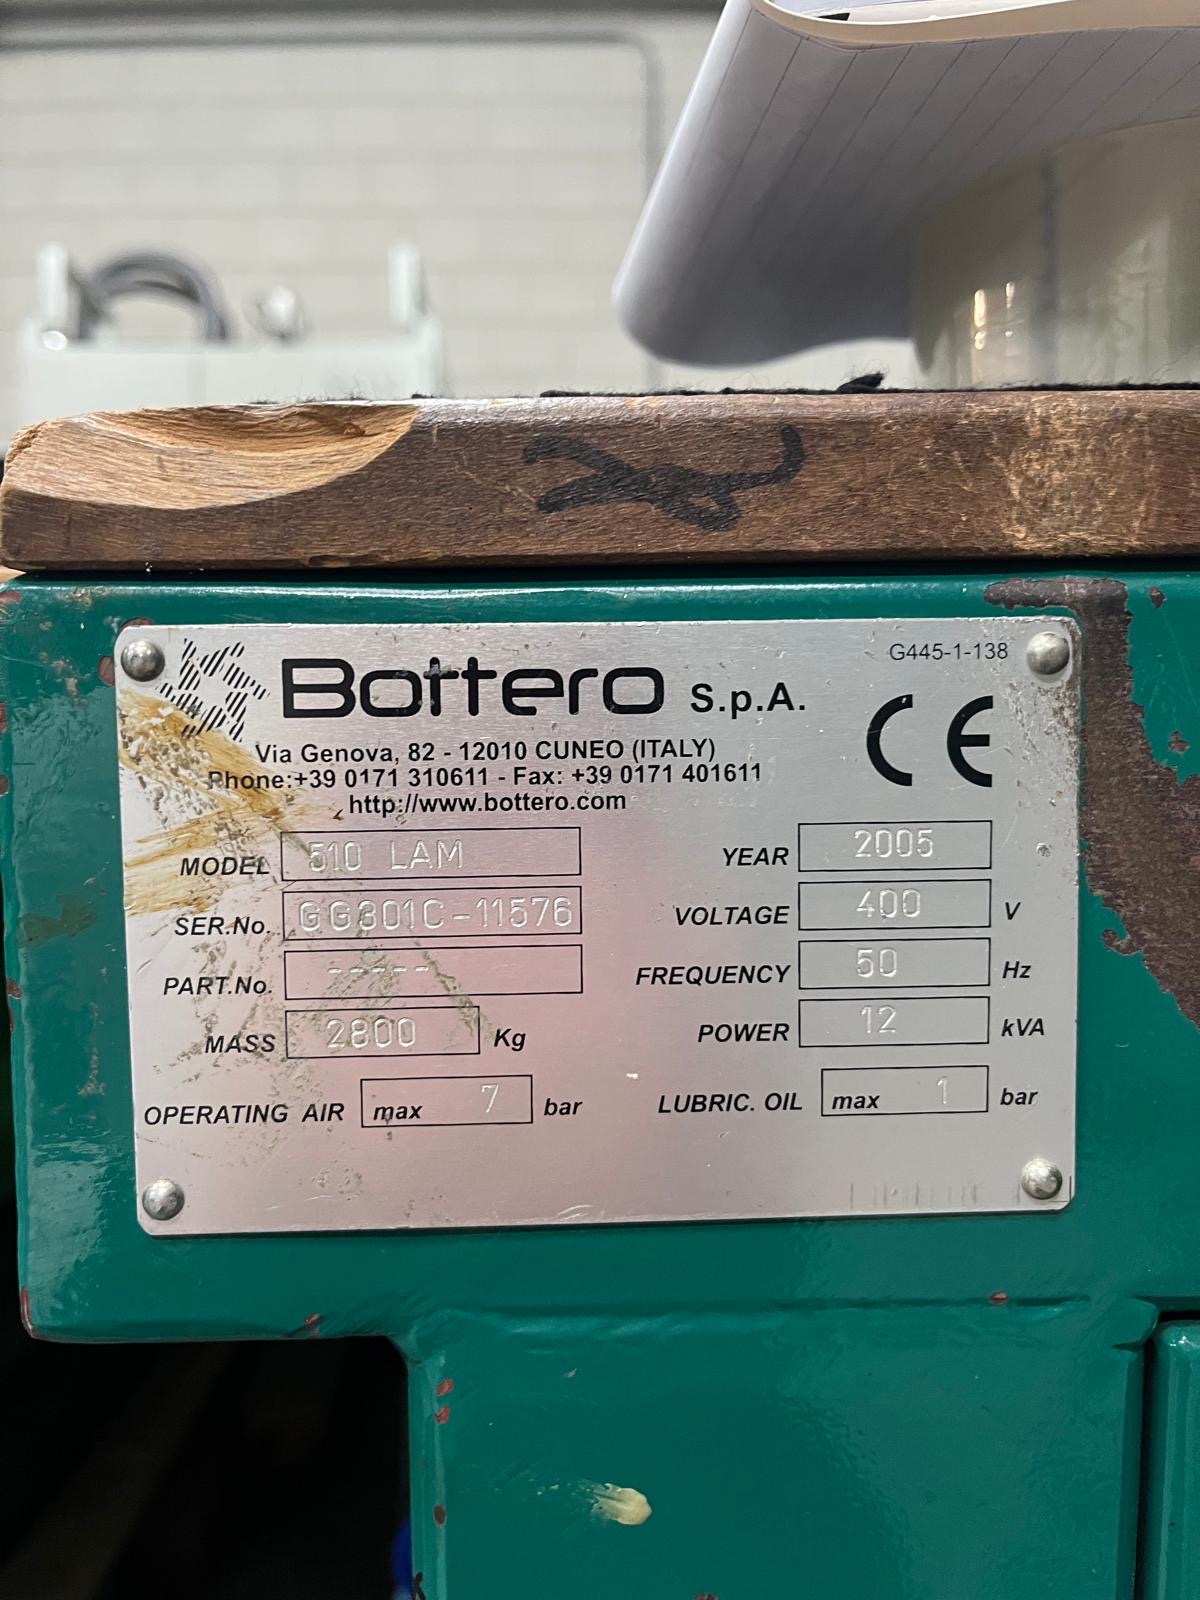 Bottero S.p.A.
G445-1-138
CE
Via Genova, 82 - 12010 CUNEO (ITALY)
Phone:+39 0171 310611 - Fax: +39 0171 401611
http://www.bottero.com
MODEL 510 LAM
YEAR 2005
SER.No. GG301C-11576
VOLTAGE 400 V
PART.No. -----
FREQUENCY 50 Hz
MASS 2800 Kg
POWER 12 kVA
OPERATING AIR max 7 bar
LUBRIC. OIL max 1 bar